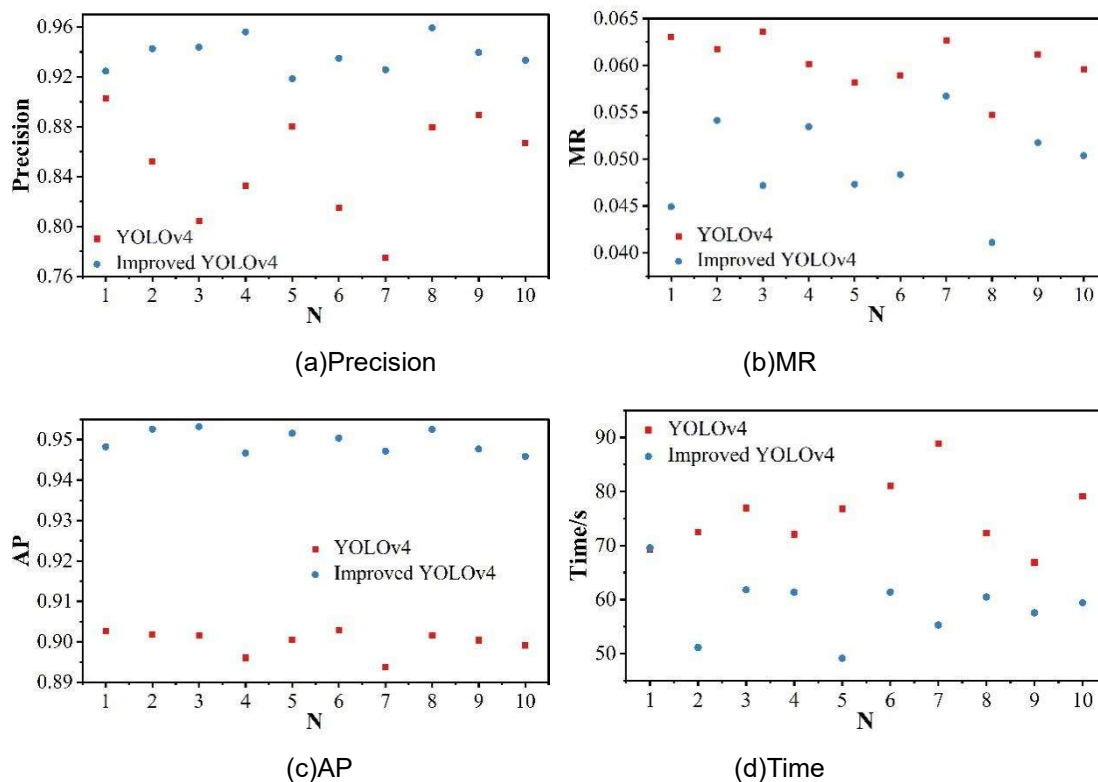 0.96
0.92
0.88
0.84
0.80
0.76
Precision
YOLOv4
Improved YOLOv4
1 2 3 4 5 6 7 8 9 10
N
(a)Precision
0.065
0.060
0.055
0.050
0.045
0.040
MR
YOLOv4
Improved YOLOv4
1 2 3 4 5 6 7 8 9 10
N
(b)MR
0.95
0.94
0.93
0.92
0.91
0.90
0.89
AP
YOLOv4
Improved YOLOv4
1 2 3 4 5 6 7 8 9 10
N
(c)AP
90
80
70
60
50
Time/s
YOLOv4
Improved YOLOv4
1 2 3 4 5 6 7 8 9 10
N
(d)Time